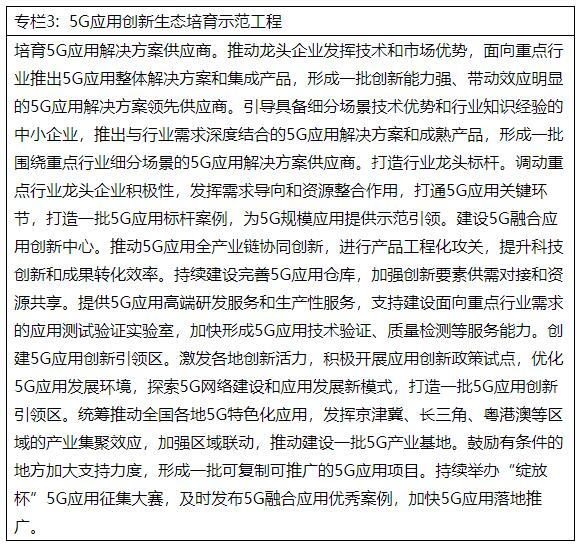 专栏3：5G应用创新生态培育示范工程
培育5G应用解决方案供应商。推动龙头企业发挥技术和市场优势，面向重点行
业推出5G应用整体解决方案和集成产品，形成一批创新能力强、带动效应明显
的5G应用解决方案领先供应商。引导具备细分场景技术优势和行业知识经验的
中小企业，推出与行业需求深度结合的5G应用解决方案和成熟产品，形成一批
围绕重点行业细分场景的5G应用解决方案供应商。打造行业龙头标杆。调动重
点行业龙头企业积极性，发挥需求导向和资源整合作用，打通5G应用关键环
节，打造一批5G应用标杆案例，为5G规模应用提供示范引领。建设5G融合应
用创新中心。推动5G应用全产业链协同创新，进行产品工程化攻关，提升科技
创新和成果转化效率。持续建设完善5G应用仓库，加强创新要素供需对接和资
源共享。提供5G应用高端研发服务和生产性服务，支持建设面向重点行业需求
的应用测试验证实验室，加快形成5G应用技术验证、质量检测等服务能力。创
建5G应用创新引领区。激发各地创新活力，积极开展应用创新政策试点，优化
5G应用发展环境，探索5G网络建设和应用发展新模式，打造一批5G应用创新
引领区。统筹推动全国各地5G特色化应用，发挥京津冀、长三角、粤港澳等区
域的产业集聚效应，加强区域联动，推动建设一批5G产业基地。鼓励有条件的
地方加大支持力度，形成一批可复制可推广的5G应用项目。持续举办“绽放
杯”5G应用征集大赛，及时发布5G融合应用优秀案例，加快5G应用落地推
广。